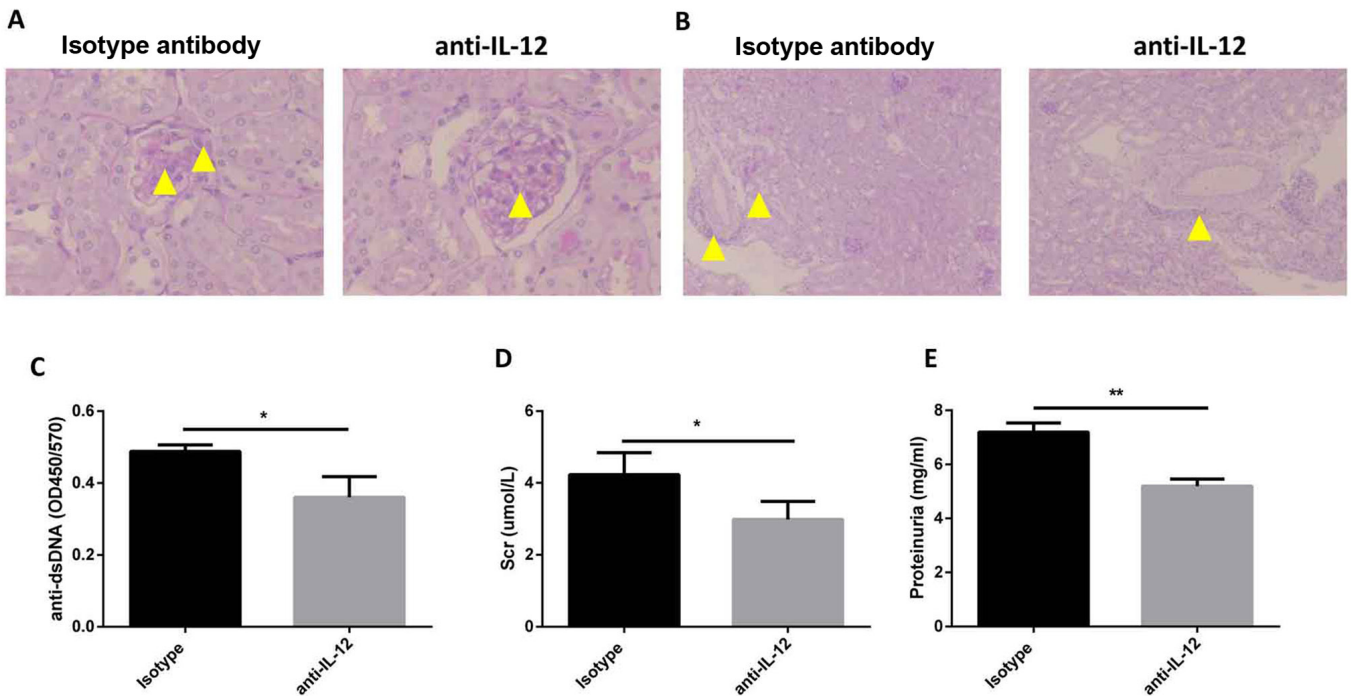 A
Isotype antibody
anti-IL-12
B
Isotype antibody
anti-IL-12
C
anti-dsDNA (OD450/570)
0.6
0.4
0.2
0.0
*
Isotype
anti-IL-12
D
Scr (umol/L)
6
4
2
0
*
Isotype
anti-IL-12
E
Proteinuria (mg/ml)
8
6
4
2
0
**
Isotype
anti-IL-12